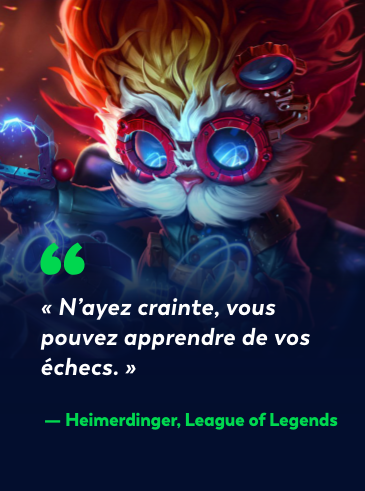 « N’ayez crainte, vous
pouvez apprendre de vos
échecs. »
— Heimerdinger, League of Legends